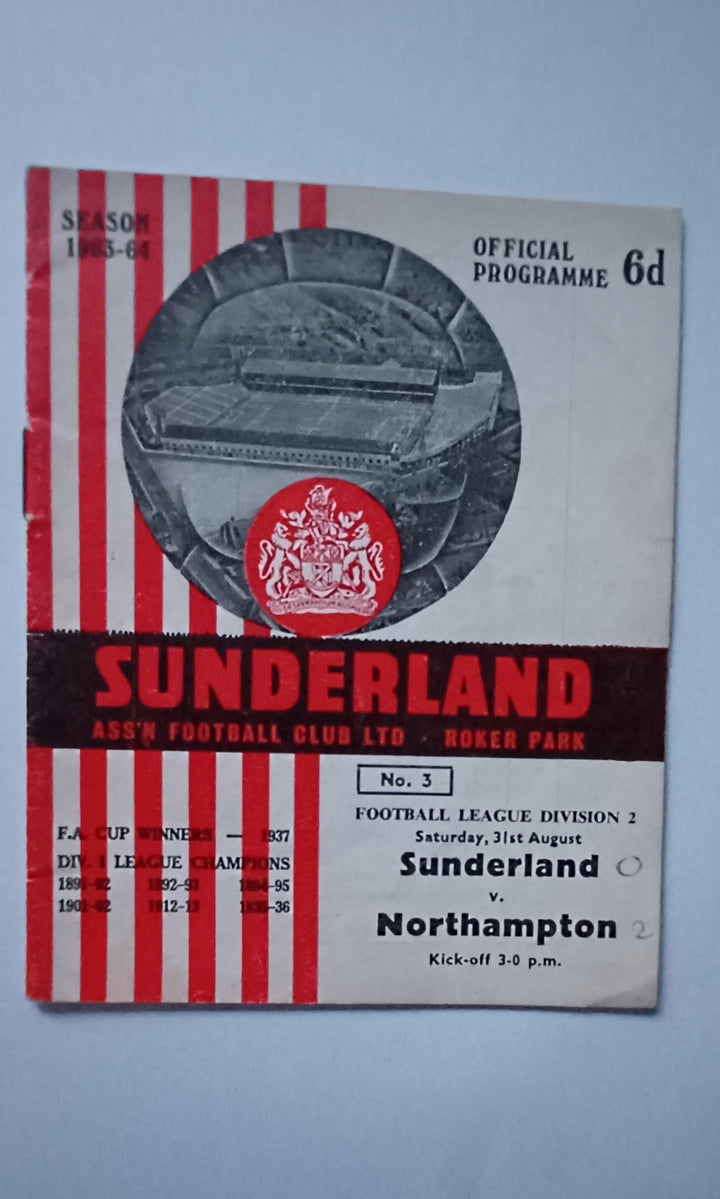 SEASON
1963-64
OFFICIAL
PROGRAMME 6d
SUNDERLAND
ASS'N FOOTBALL CLUB LTD · ROKER PARK
No. 3
FOOTBALL LEAGUE DIVISION 2
Saturday, 31st August
Sunderland 0
v.
Northampton 2
Kick-off 3-0 p.m.
F.A. CUP WINNERS — 1937
DIV. 1 LEAGUE CHAMPIONS
1891-92 1892-93 1894-95
1901-02 1912-13 1935-36